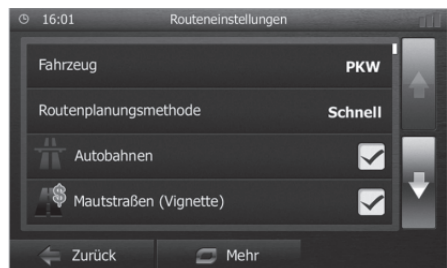 16:01 Routeneinstellungen
Fahrzeug PKW
Routenplanungsmethode Schnell
Autobahnen
Mautstraßen (Vignette)
Zurück Mehr